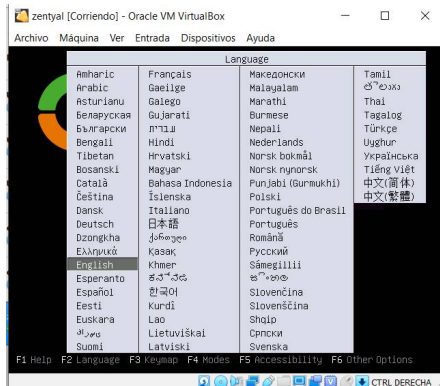 zentyal [Corriendo] - Oracle VM VirtualBox
Archivo Máquina Ver Entrada Dispositivos Ayuda
Language
Amharic
Arabic
Asturianu
Беларуская
Български
Bengali
Tibetan
Bosanski
Català
Čeština
Dansk
Deutsch
Dzongkha
Ελληνικά
English
Esperanto
Español
Eesti
Euskara
Suomi
Français
Gaeilge
Galego
Gujarati
עברית
Hindi
Hrvatski
Magyar
Bahasa Indonesia
Íslenska
Italiano
日本語
ქართული
Қазақ
Khmer
ಕನ್ನಡ
한국어
Kurdî
Lao
Lietuviškai
Latviski
Македонски
Malayalam
Marathi
Burmese
Nepali
Nederlands
Norsk bokmål
Norsk nynorsk
Punjabi (Gurmukhi)
Polski
Português do Brasil
Português
Română
Русский
Sámegillii
Slovenčina
Slovenščina
Shqip
Српски
Svenska
Tamil
తెలుగు
Thai
Tagalog
Türkçe
Uyghur
Українська
Tiếng Việt
中文(简体)
中文(繁體)
F1 Help F2 Language F3 Keymap F4 Modes F5 Accessibility F6 Other Options
CTRL DERECHA